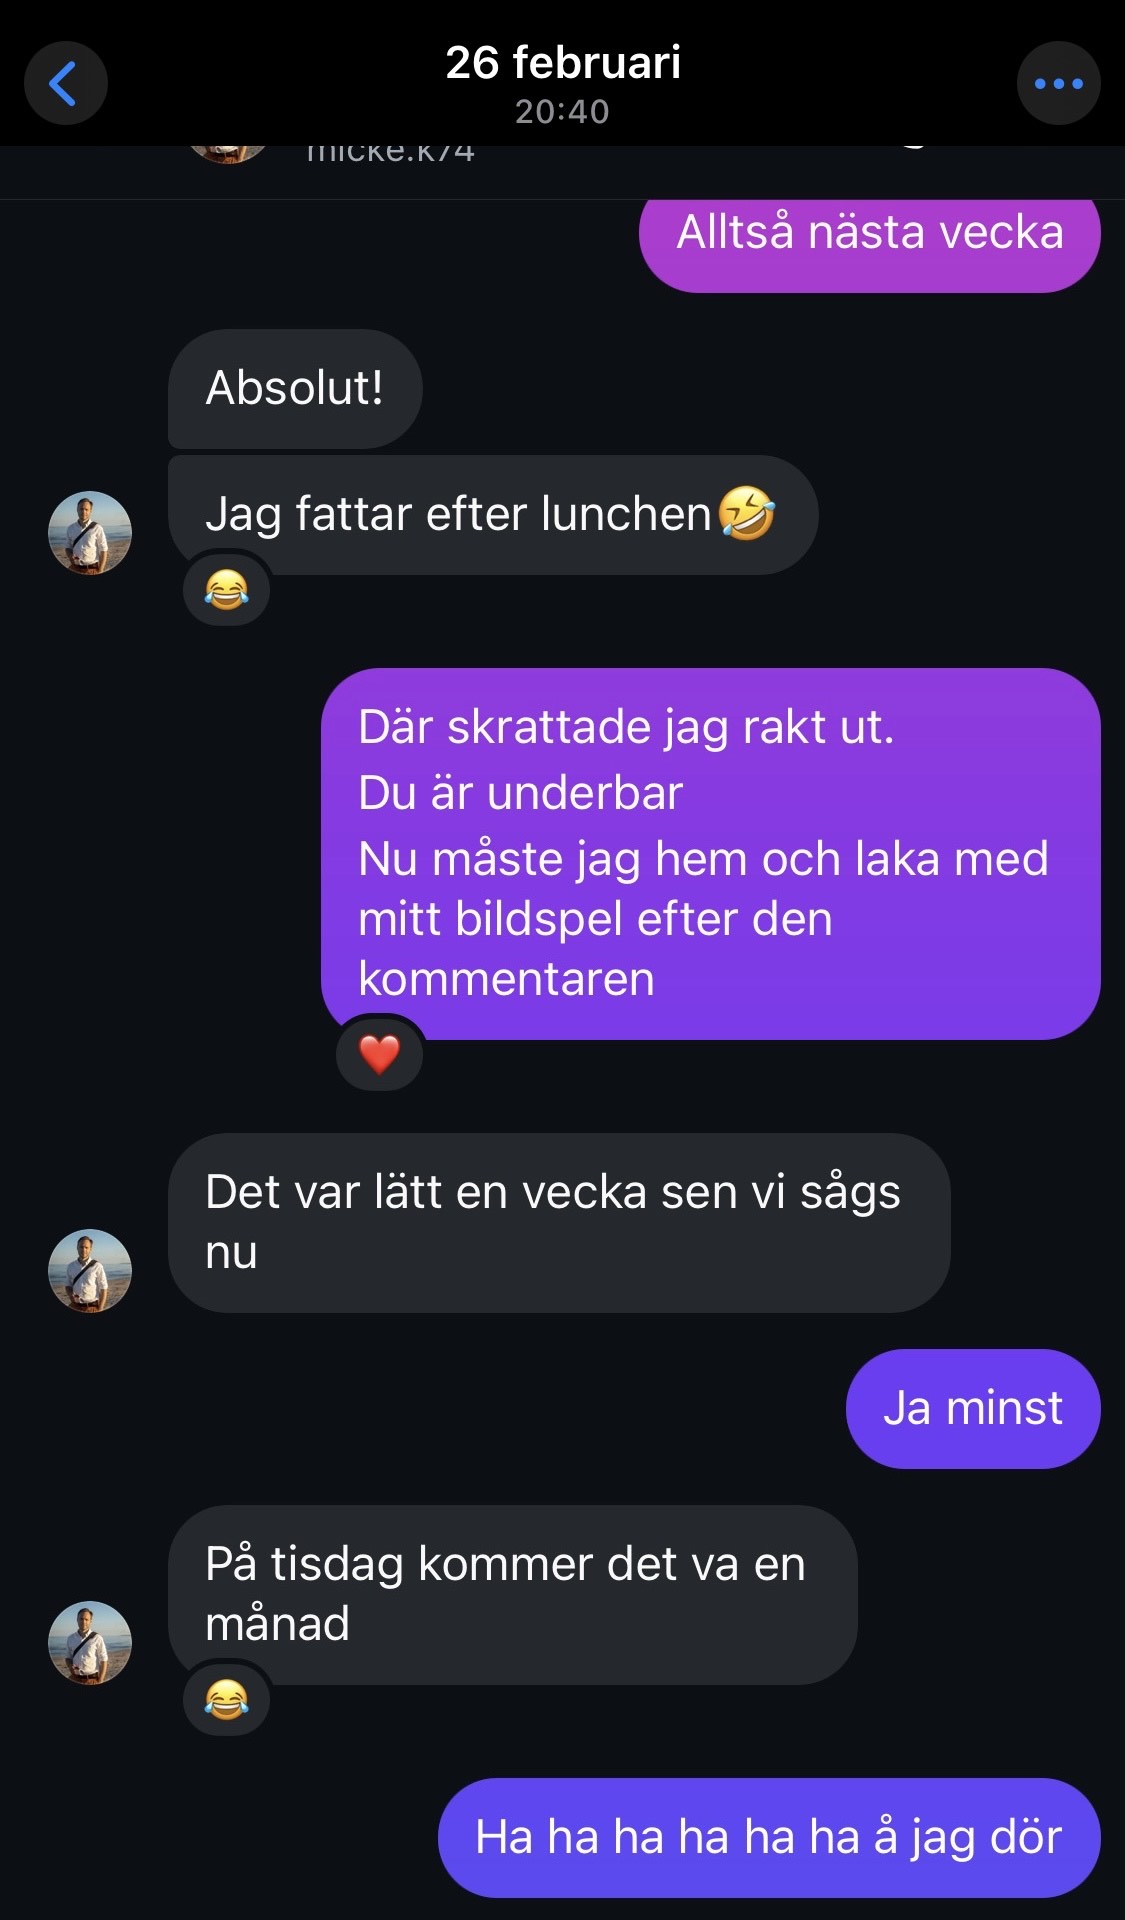 26 februari
20:40
micke.k74
Alltså nästa vecka
Absolut!
Jag fattar efter lunchen🤣
😂
Där skrattade jag rakt ut.
Du är underbar
Nu måste jag hem och laka med
mitt bildspel efter den
kommentaren
❤️
Det var lätt en vecka sen vi sågs
nu
Ja minst
På tisdag kommer det va en
månad
😂
Ha ha ha ha ha ha å jag dör